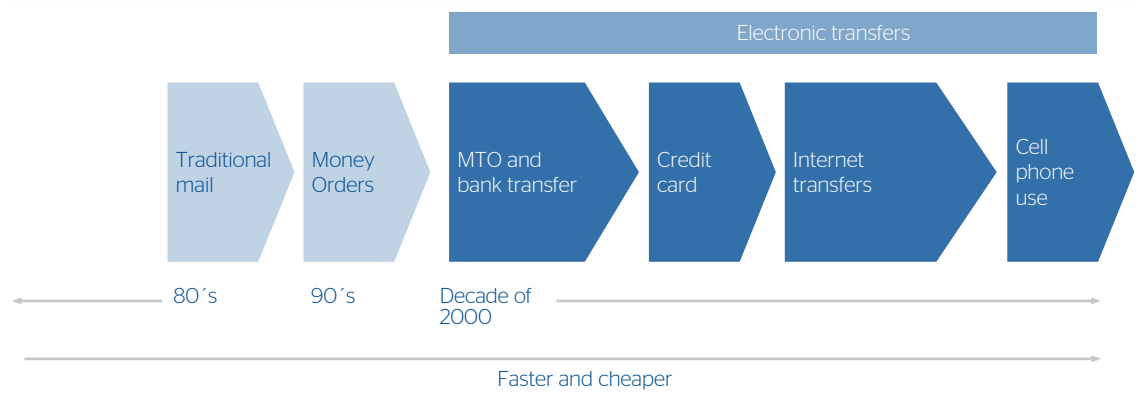 Electronic transfers
Traditional
mail
Money
Orders
MTO and
bank transfer
Credit
card
Internet
transfers
Cell
phone
use
80´s
90´s
Decade of
2000
Faster and cheaper